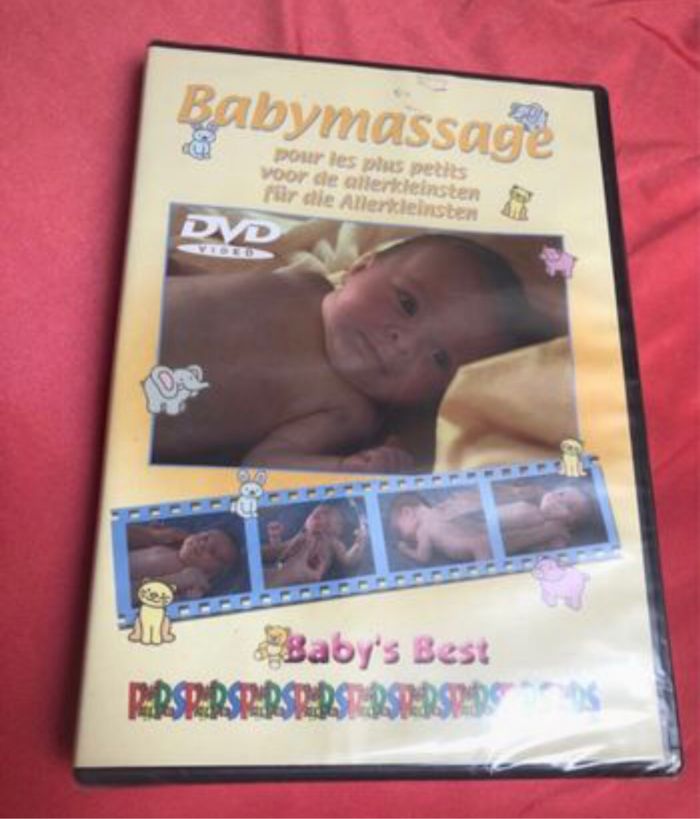 Babymassage
pour les plus petits
voor de allerkleinsten
für die Allerkleinsten
DVD
VIDEO
Baby's Best